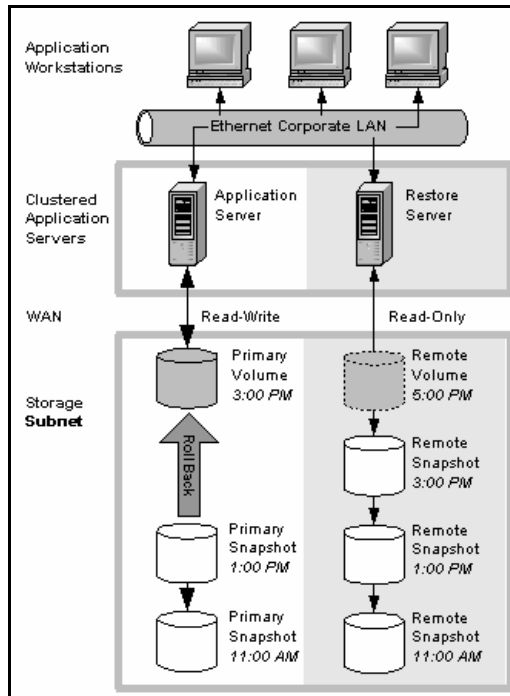 Application
Workstations
Ethernet Corporate LAN
Clustered
Application
Servers
Application
Server
Restore
Server
WAN
Read-Write
Read-Only
Storage
Subnet
Primary
Volume
3:00 PM
Remote
Volume
5:00 PM
Roll Back
Remote
Snapshot
3:00 PM
Primary
Snapshot
1:00 PM
Remote
Snapshot
1:00 PM
Primary
Snapshot
11:00 AM
Remote
Snapshot
11:00 AM